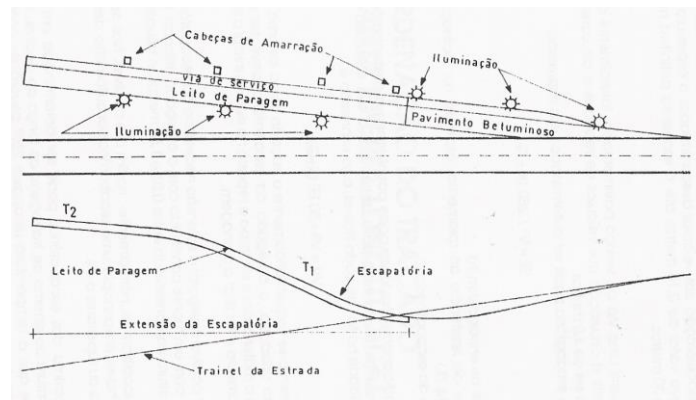 Cabeças de Amarração
Iluminação
via de serviço
Leito de Paragem
Pavimento Betuminoso
Iluminação
T2
Leito de Paragem
T1
Escapatória
Extensão da Escapatória
Trainel da Estrada